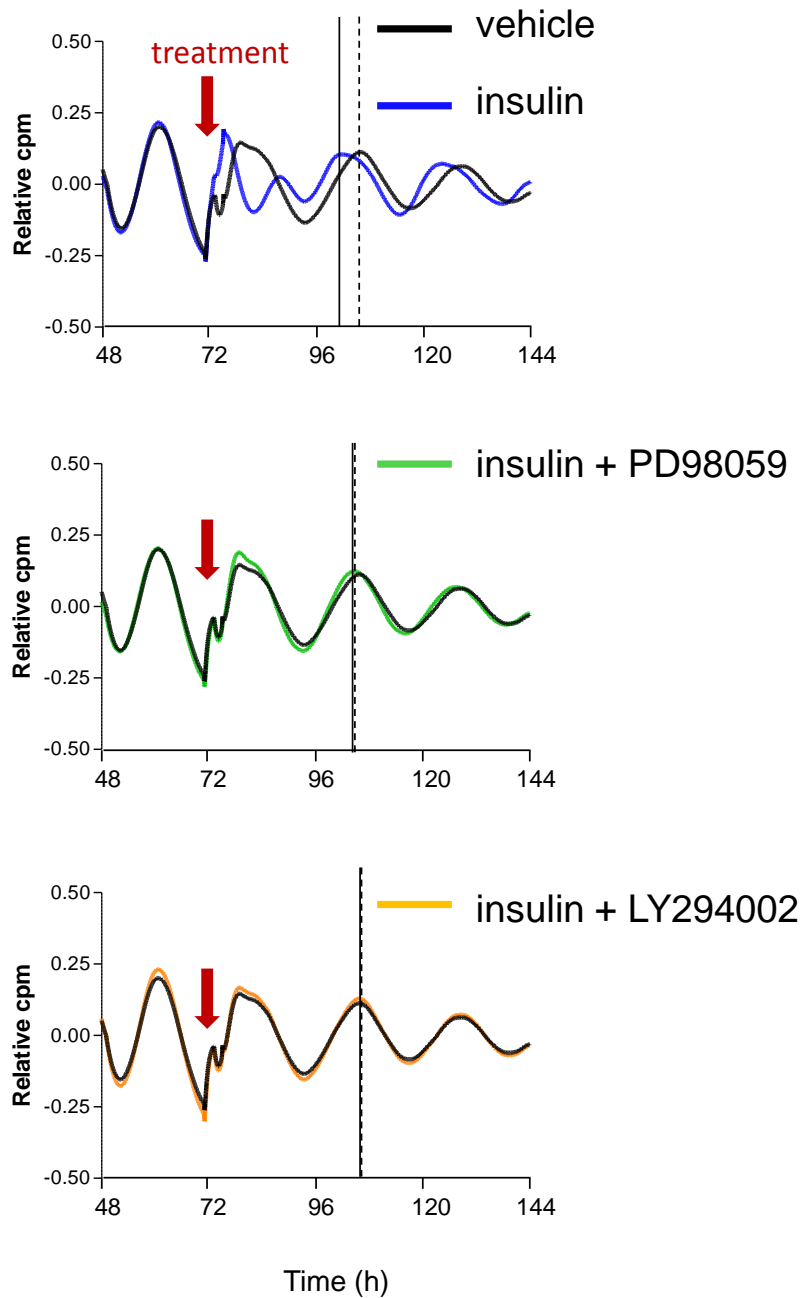 vehicle
treatment
insulin
0.50
0.25
0.00
-0.25
-0.50
Relative cpm
48 72 96 120 144
insulin + PD98059
0.50
0.25
0.00
-0.25
-0.50
Relative cpm
48 72 96 120 144
insulin + LY294002
0.50
0.25
0.00
-0.25
-0.50
Relative cpm
48 72 96 120 144
Time (h)